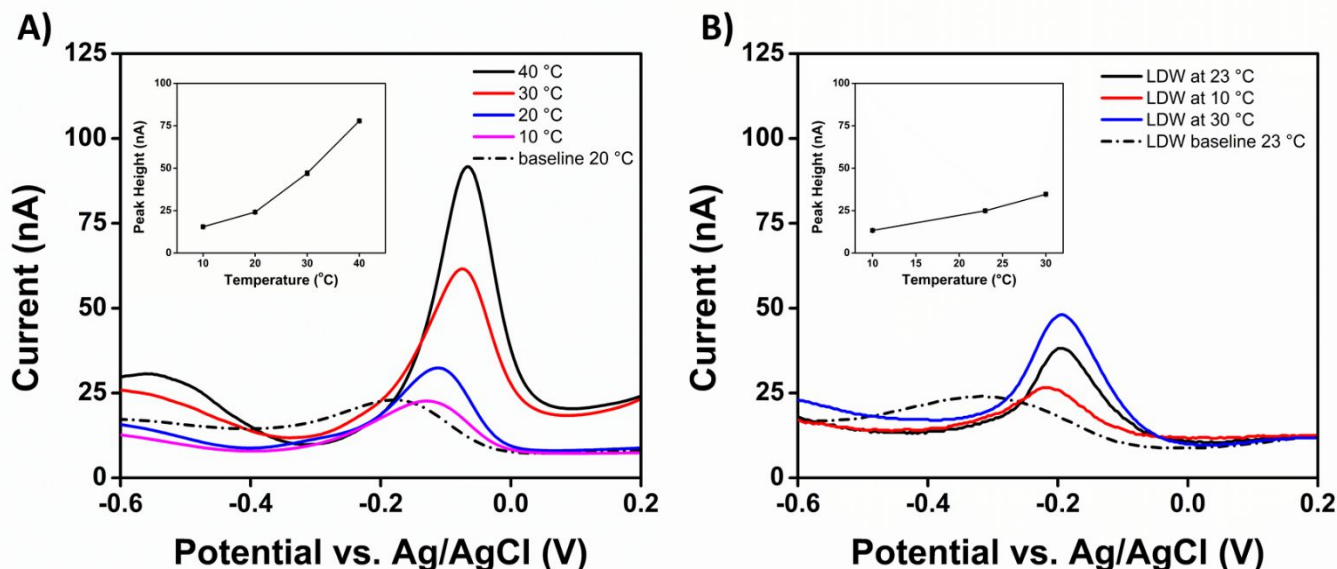 A)
125
100
75
50
25
0
Current (nA)
-0.6
-0.4
-0.2
0.0
0.2
Potential vs. Ag/AgCl (V)
40 °C
30 °C
20 °C
10 °C
baseline 20 °C
100
75
50
25
0
Peak Height (nA)
10
20
30
40
Temperature (°C)
B)
125
100
75
50
25
0
Current (nA)
-0.6
-0.4
-0.2
0.0
0.2
Potential vs. Ag/AgCl (V)
LDW at 23 °C
LDW at 10 °C
LDW at 30 °C
LDW baseline 23 °C
100
75
50
25
0
Peak Height (nA)
10
15
20
25
30
Temperature (°C)